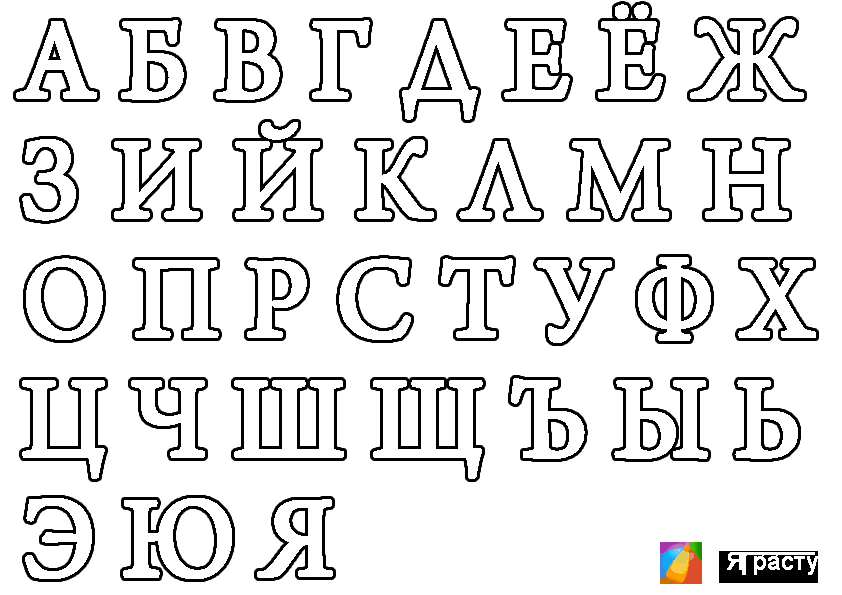 А Б В Г Д Е Ё Ж
З И Й К Л М Н
О П Р С Т У Ф Х
Ц Ч Ш Щ Ъ Ы Ь
Э Ю Я
Я расту